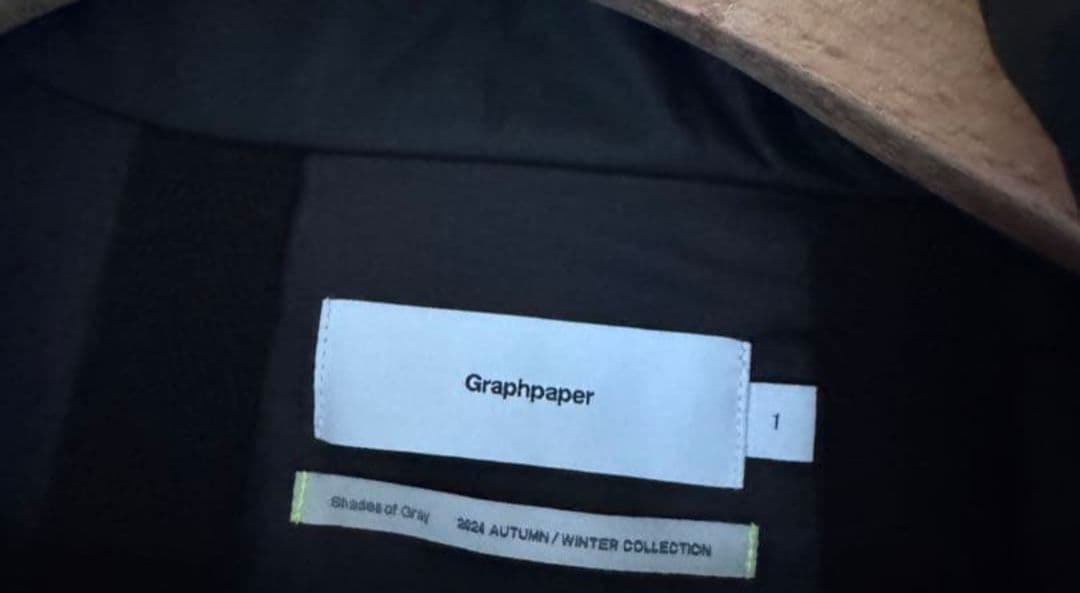 Graphpaper
1
Shades of Gray 2024 AUTUMN / WINTER COLLECTION